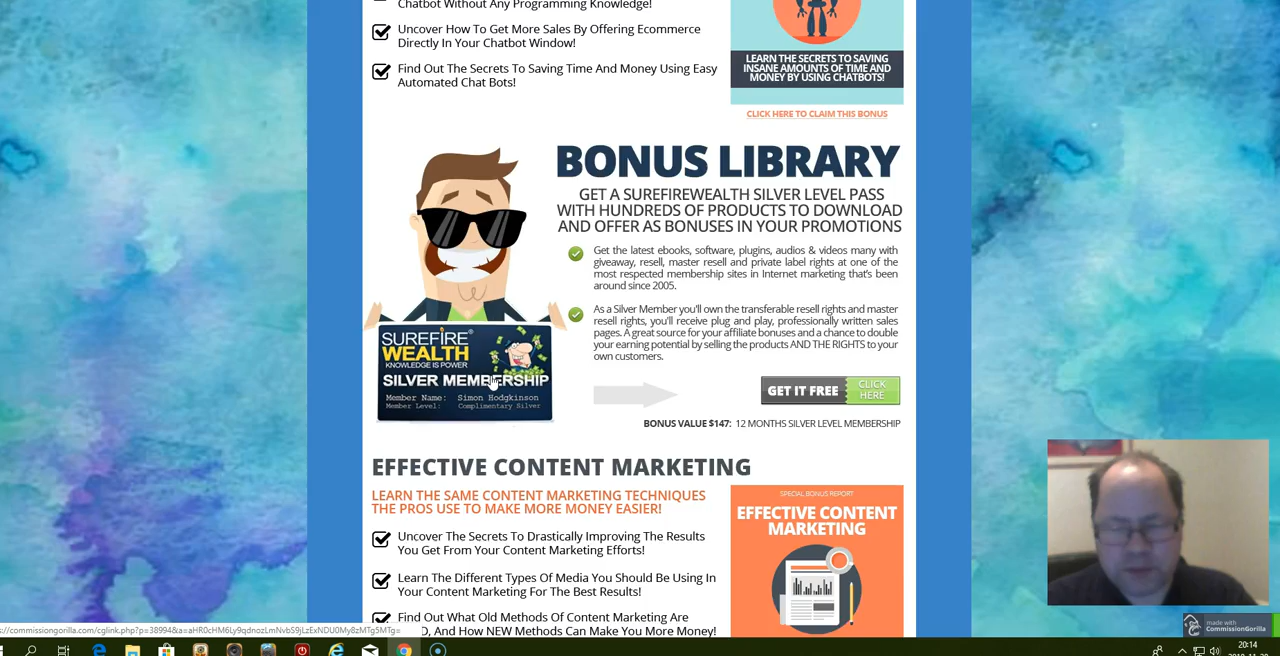 Chatbot Without Any Programming Knowledge!
Uncover How To Get More Sales By Offering Ecommerce
Directly In Your Chatbot Window!
Find Out The Secrets To Saving Time And Money Using Easy
Automated Chat Bots!
LEARN THE SECRETS TO SAVING
INSANE AMOUNTS OF TIME AND
MONEY BY USING CHATBOTS!
CLICK HERE TO CLAIM THIS BONUS
BONUS LIBRARY
GET A SUREFIREWEALTH SILVER LEVEL PASS
WITH HUNDREDS OF PRODUCTS TO DOWNLOAD
AND OFFER AS BONUSES IN YOUR PROMOTIONS
Get the latest ebooks, software, plugins, audios & videos many with
giveaway, resell, master resell and private label rights at one of the
most respected membership sites in Internet marketing that's been
around since 2005.
As a Silver Member you'll own the transferable resell rights and master
resell rights, you'll receive plug and play, professionally written sales
pages. A great source for your affiliate bonuses and a chance to double
your earning potential by selling the products AND THE RIGHTS to your
own customers.
SUREFIRE
WEALTH
KNOWLEDGE IS POWER
SILVER MEMBERSHIP
Member Name: Simon Hodgkinson
Member Level: Complimentary Silver
GET IT FREE
CLICK
HERE
BONUS VALUE $147: 12 MONTHS SILVER LEVEL MEMBERSHIP
EFFECTIVE CONTENT MARKETING
LEARN THE SAME CONTENT MARKETING TECHNIQUES
THE PROS USE TO MAKE MORE MONEY EASIER!
Uncover The Secrets To Drastically Improving The Results
You Get From Your Content Marketing Efforts!
Learn The Different Types Of Media You Should Be Using In
Your Content Marketing For The Best Results!
Find Out What Old Methods Of Content Marketing Are
D, And How NEW Methods Can Make You More Money!
SPECIAL BONUS REPORT
EFFECTIVE CONTENT
MARKETING
made with
CommissionGorilla
20:14